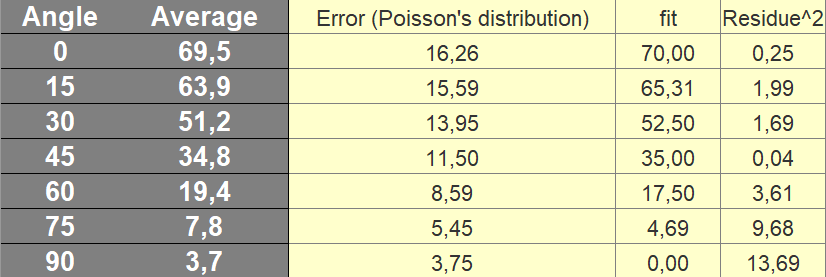 Angle Average Error (Poisson's distribution) fit Residue^2
0 69,5 16,26 70,00 0,25
15 63,9 15,59 65,31 1,99
30 51,2 13,95 52,50 1,69
45 34,8 11,50 35,00 0,04
60 19,4 8,59 17,50 3,61
75 7,8 5,45 4,69 9,68
90 3,7 3,75 0,00 13,69